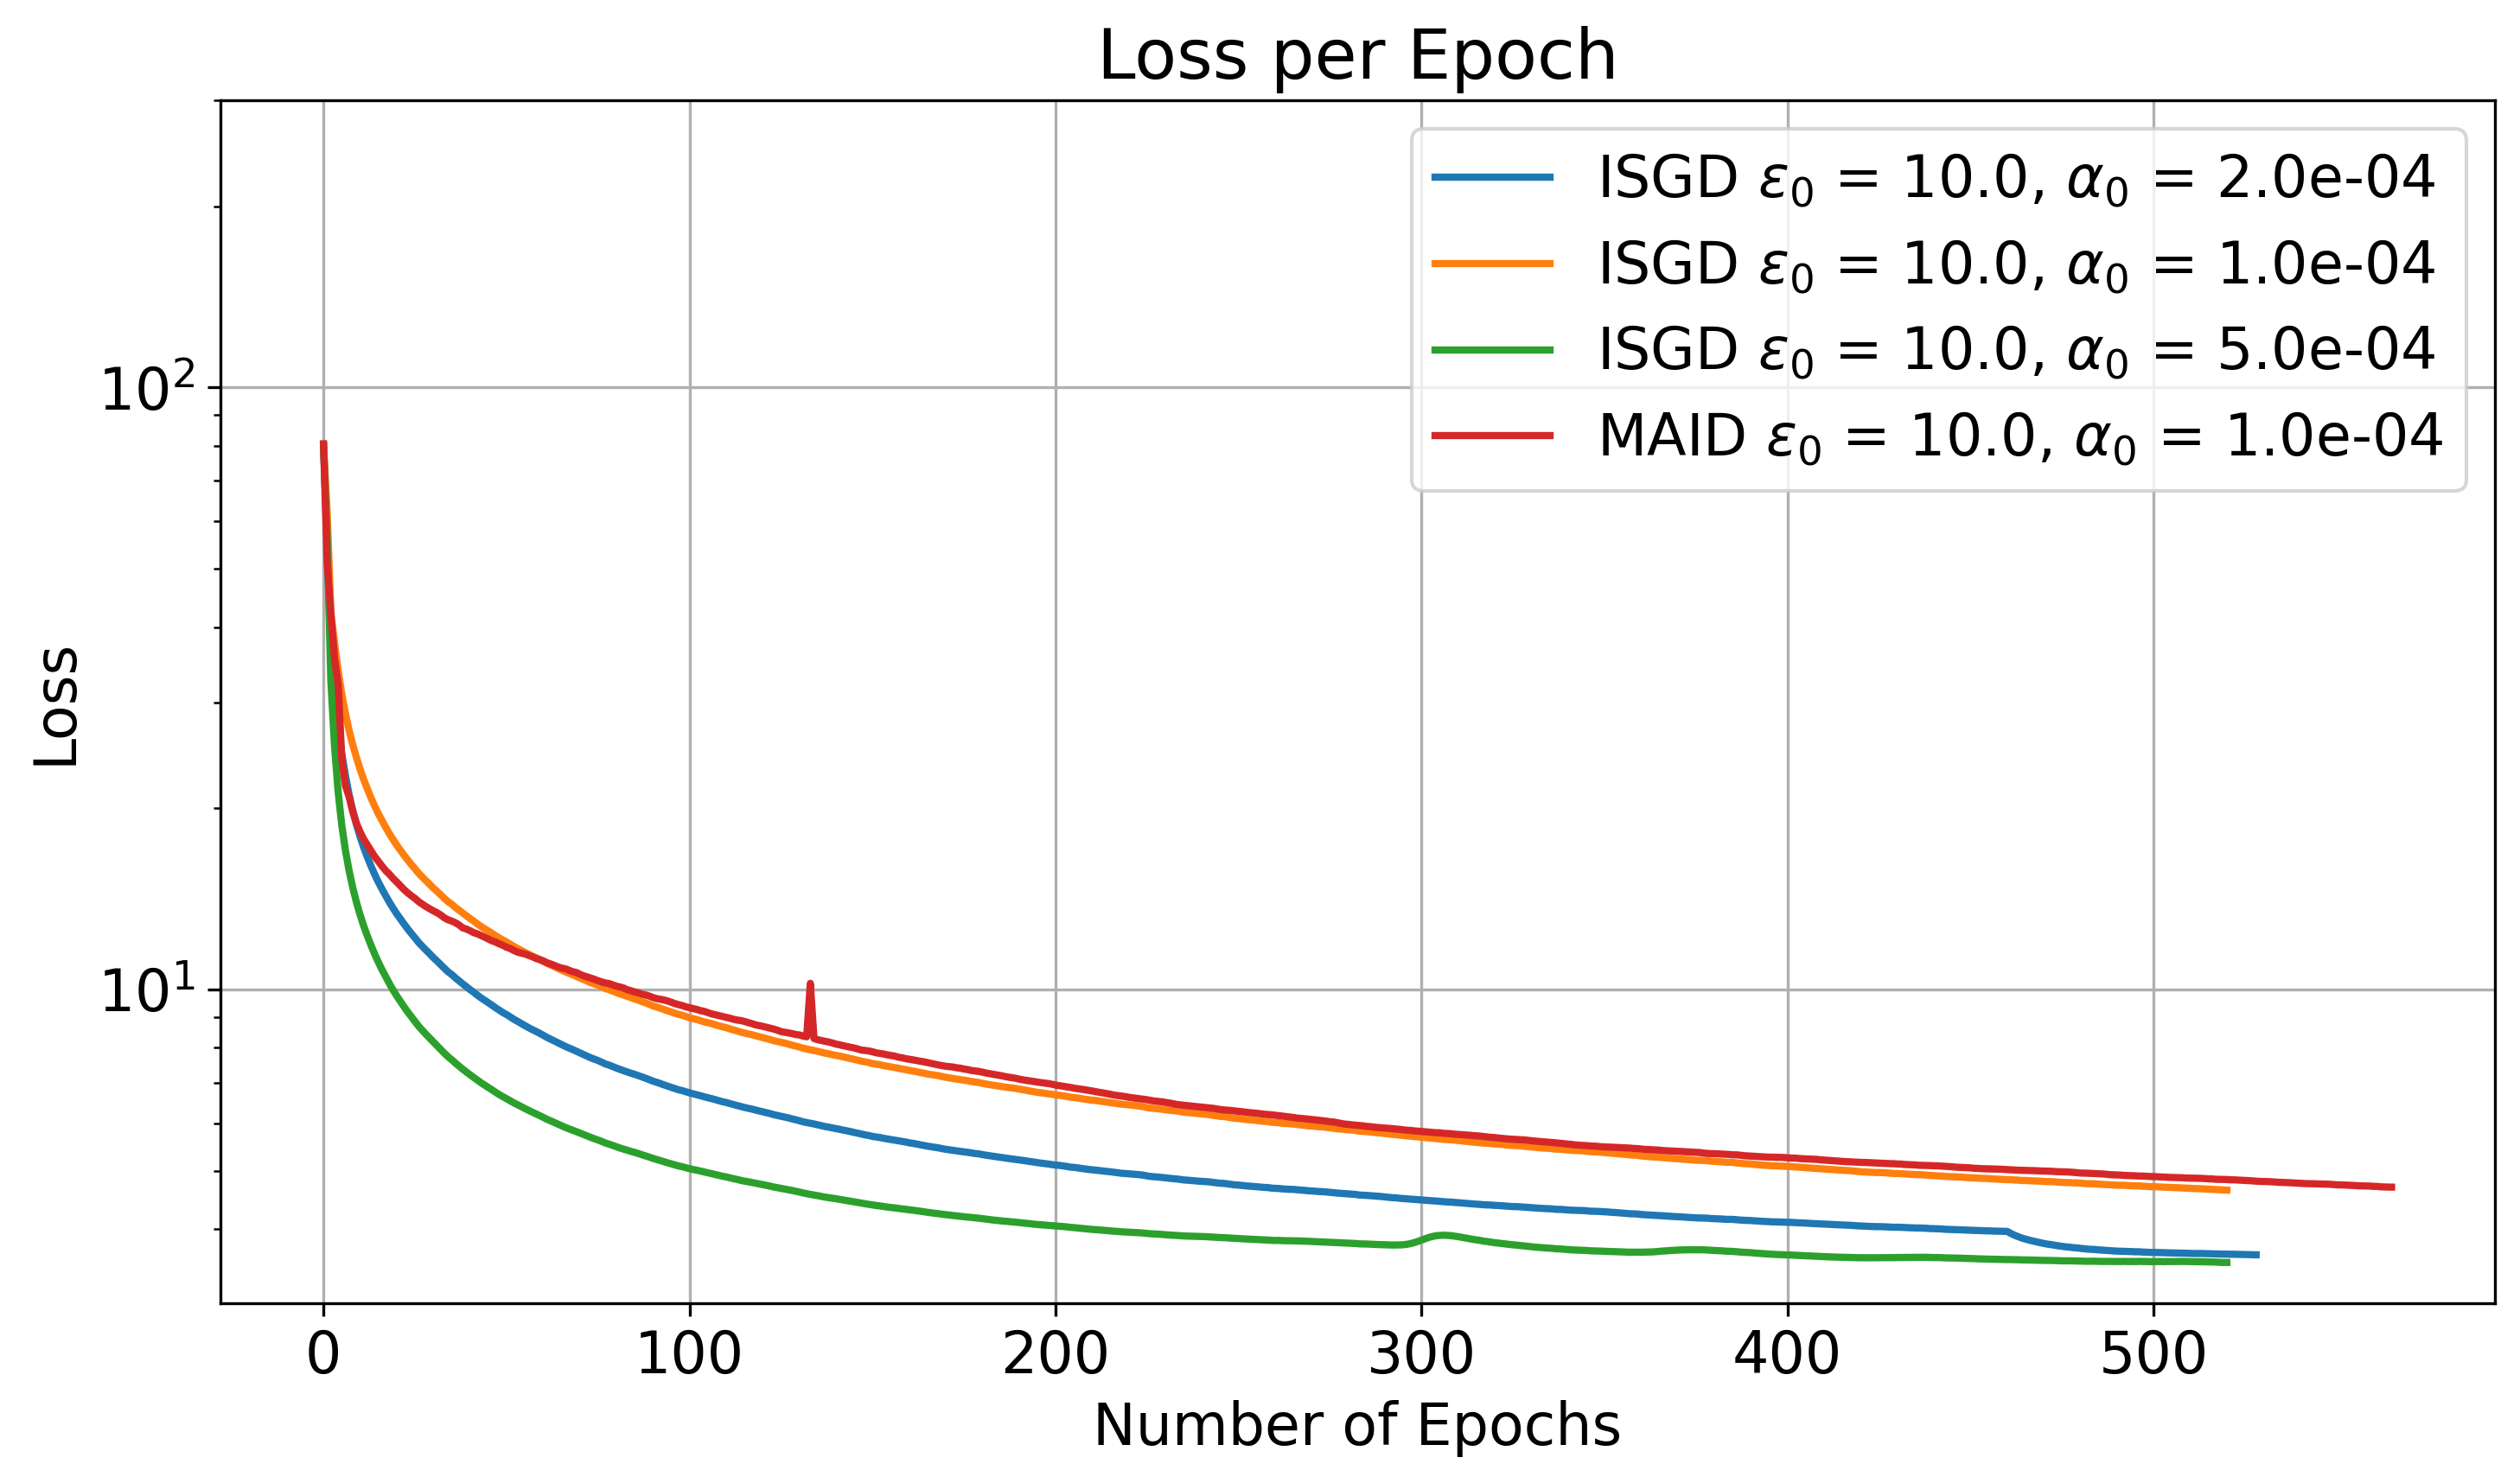 Loss per Epoch
ISGD ε₀ = 10.0, α₀ = 2.0e-04
ISGD ε₀ = 10.0, α₀ = 1.0e-04
ISGD ε₀ = 10.0, α₀ = 5.0e-04
MAID ε₀ = 10.0, α₀ = 1.0e-04
10²
10¹
Loss
0 100 200 300 400 500
Number of Epochs